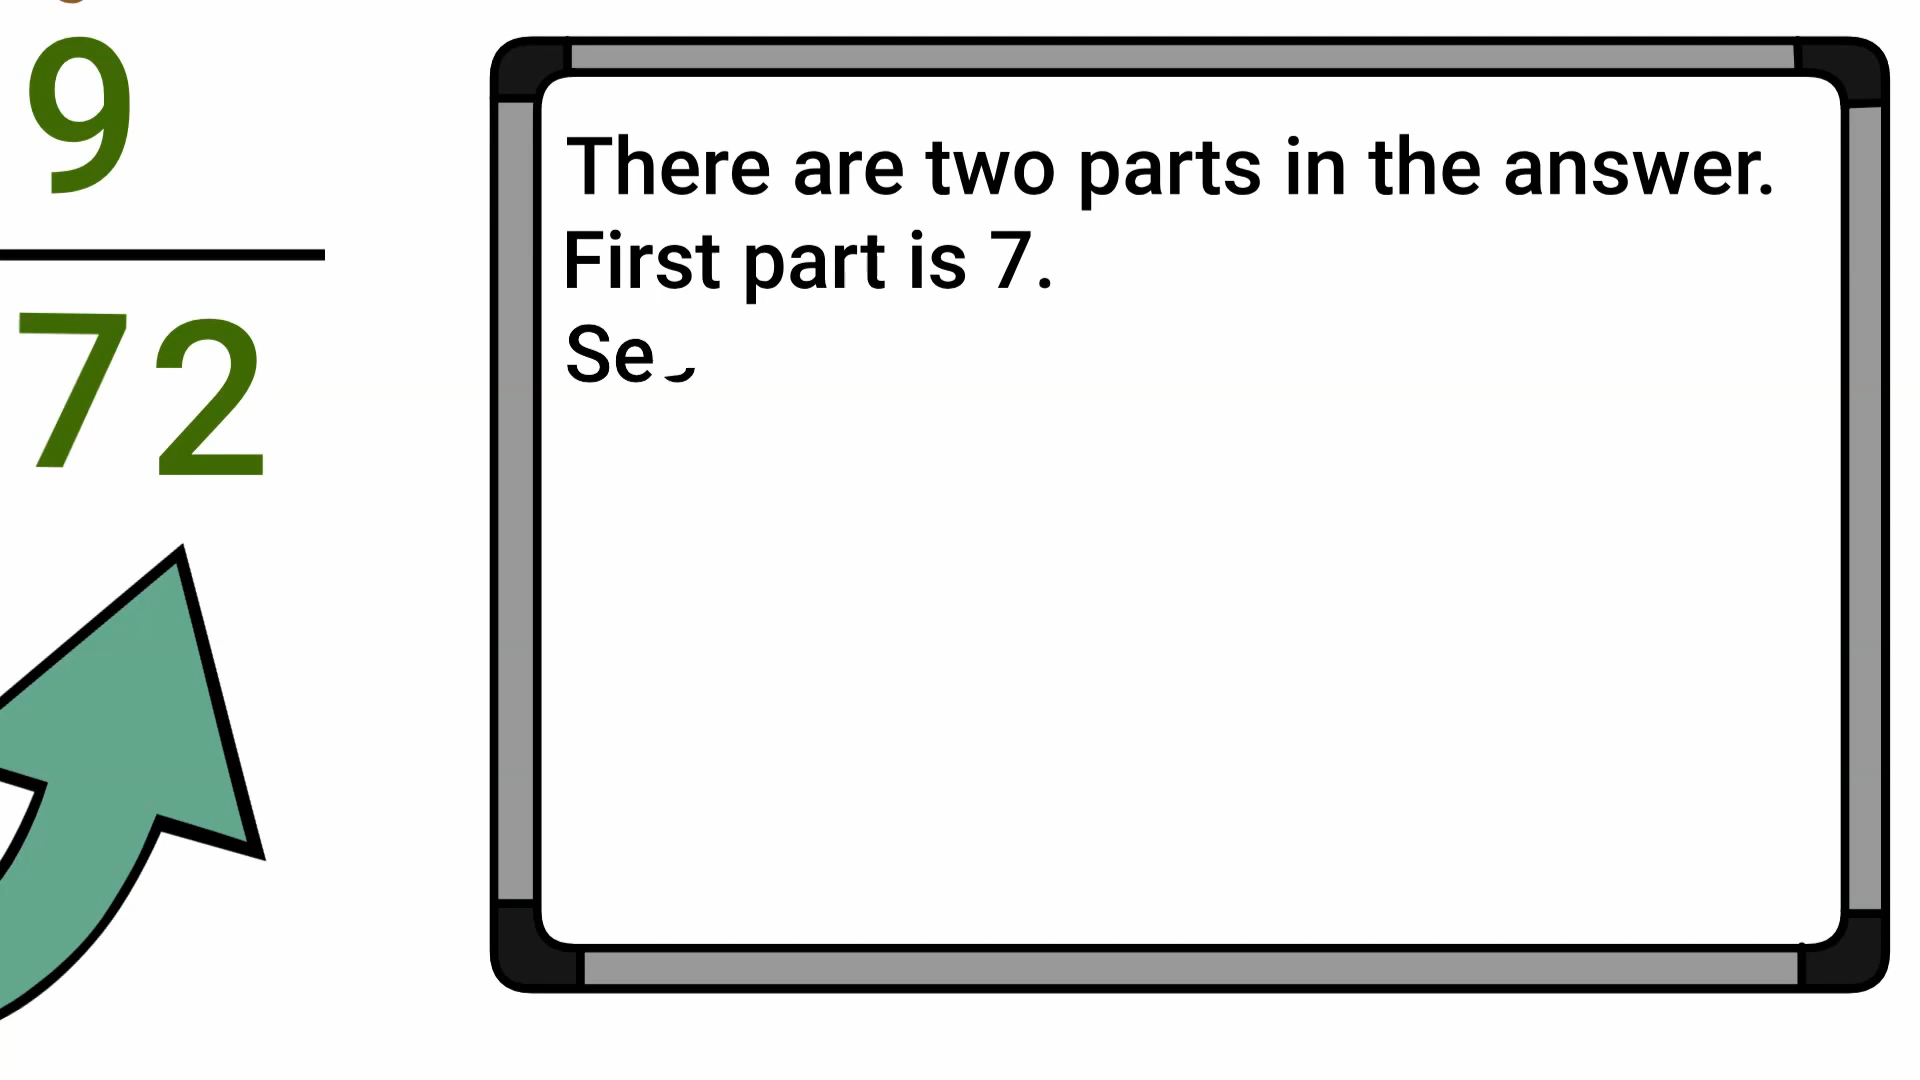 9
72
There are two parts in the answer.
First part is 7.
Se